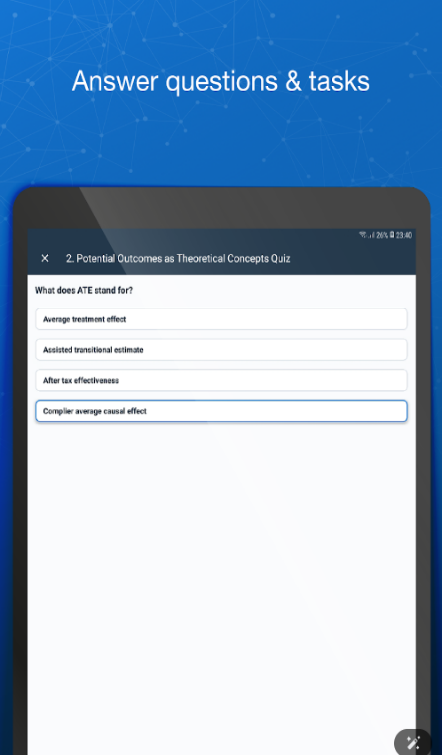 Answer questions & tasks
26% 23:40
× 2. Potential Outcomes as Theoretical Concepts Quiz
What does ATE stand for?
Average treatment effect
Assisted transitional estimate
After tax effectiveness
Complier average causal effect